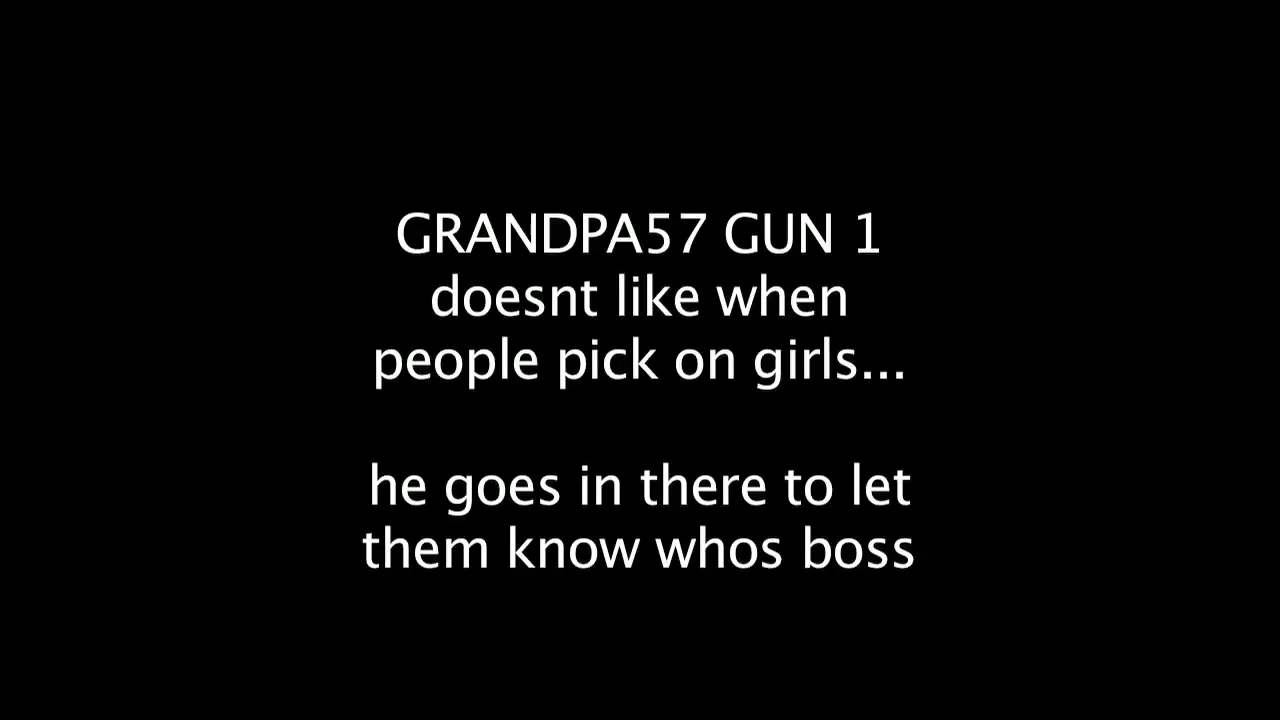 GRANDPA57 GUN 1
doesnt like when
people pick on girls...
he goes in there to let
them know whos boss